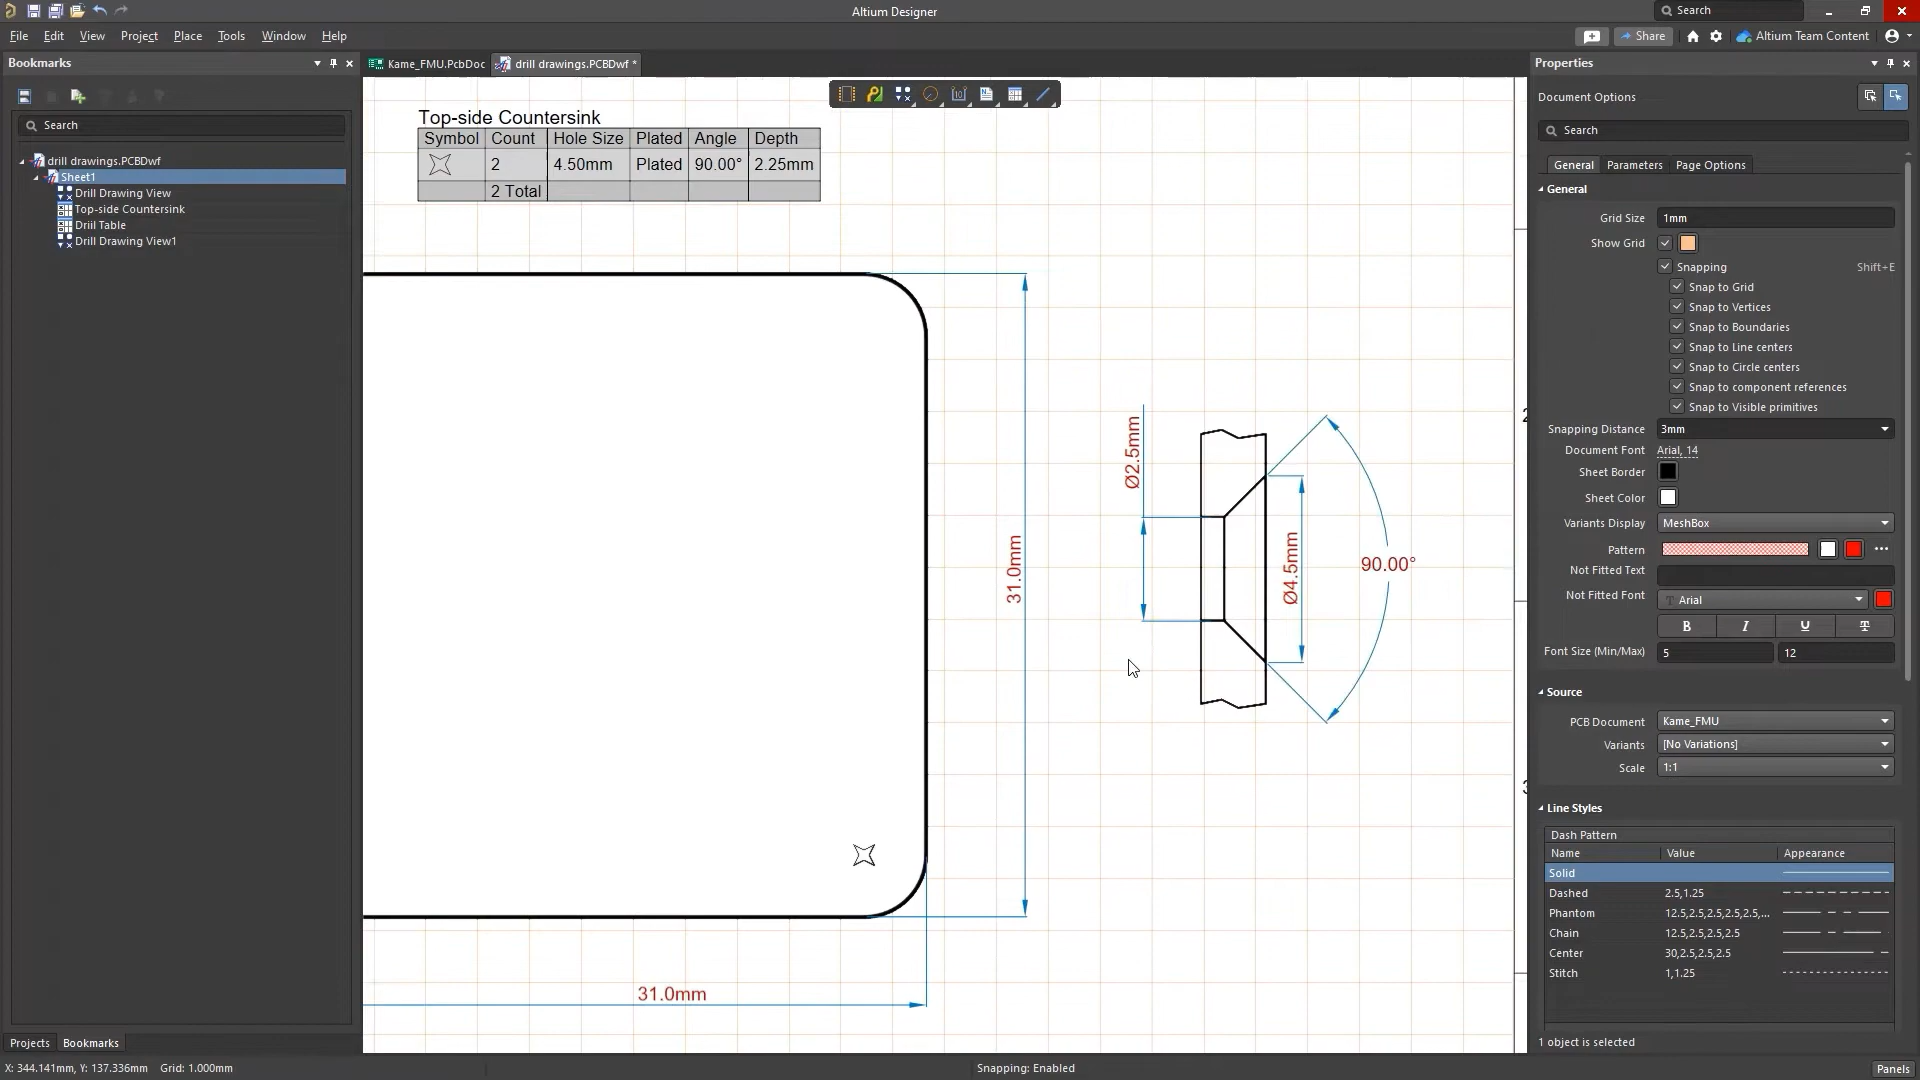 Altium Designer
Search
File Edit View Project Place Tools Window Help
Share
Altium Team Content
Bookmarks
Kame_FMU.PcbDoc
drill drawings.PCBDwf *
Properties
Search
drill drawings.PCBDwf
Sheet1
Drill Drawing View
Top-side Countersink
Drill Table
Drill Drawing View1
Top-side Countersink
Symbol Count Hole Size Plated Angle Depth
2 4.50mm Plated 90.00° 2.25mm
2 Total
31.0mm
31.0mm
Ø2.5mm
Ø4.5mm
90.00°
Document Options
Search
General Parameters Page Options
General
Grid Size 1mm
Show Grid
Snapping Shift+E
Snap to Grid
Snap to Vertices
Snap to Boundaries
Snap to Line centers
Snap to Circle centers
Snap to component references
Snap to Visible primitives
Snapping Distance 3mm
Document Font Arial, 14
Sheet Border
Sheet Color
Variants Display MeshBox
Pattern
Not Fitted Text
Not Fitted Font Arial
B I U T
Font Size (Min/Max) 5 12
Source
PCB Document Kame_FMU
Variants [No Variations]
Scale 1:1
Line Styles
Dash Pattern
Name Value Appearance
Solid
Dashed 2.5,1.25
Phantom 12.5,2.5,2.5,2.5,2.5,...
Chain 12.5,2.5,2.5,2.5
Center 30,2.5,2.5,2.5
Stitch 1,1.25
1 object is selected
Projects Bookmarks
X: 344.141mm, Y: 137.336mm Grid: 1.000mm
Snapping: Enabled
Panels